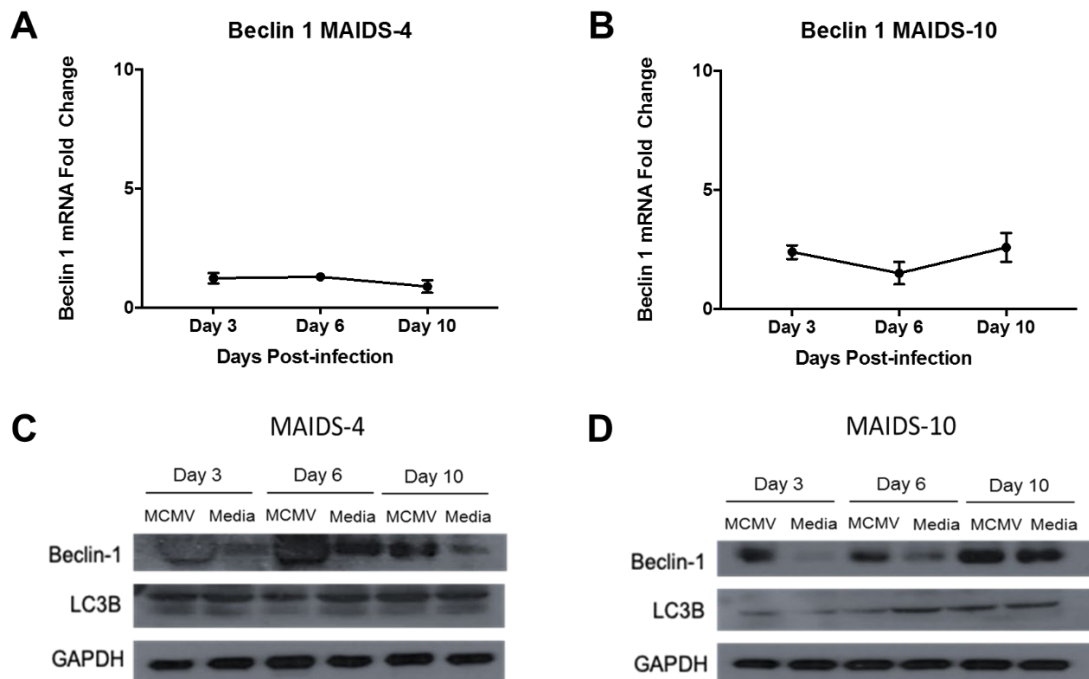 A
Beclin 1 MAIDS-4
Beclin 1 mRNA Fold Change
10
5
0
Day 3 Day 6 Day 10
Days Post-infection
B
Beclin 1 MAIDS-10
Beclin 1 mRNA Fold Change
10
5
0
Day 3 Day 6 Day 10
Days Post-infection
C
MAIDS-4
Day 3 Day 6 Day 10
MCMV Media MCMV Media MCMV Media
Beclin-1
LC3B
GAPDH
D
MAIDS-10
Day 3 Day 6 Day 10
MCMV Media MCMV Media MCMV Media
Beclin-1
LC3B
GAPDH